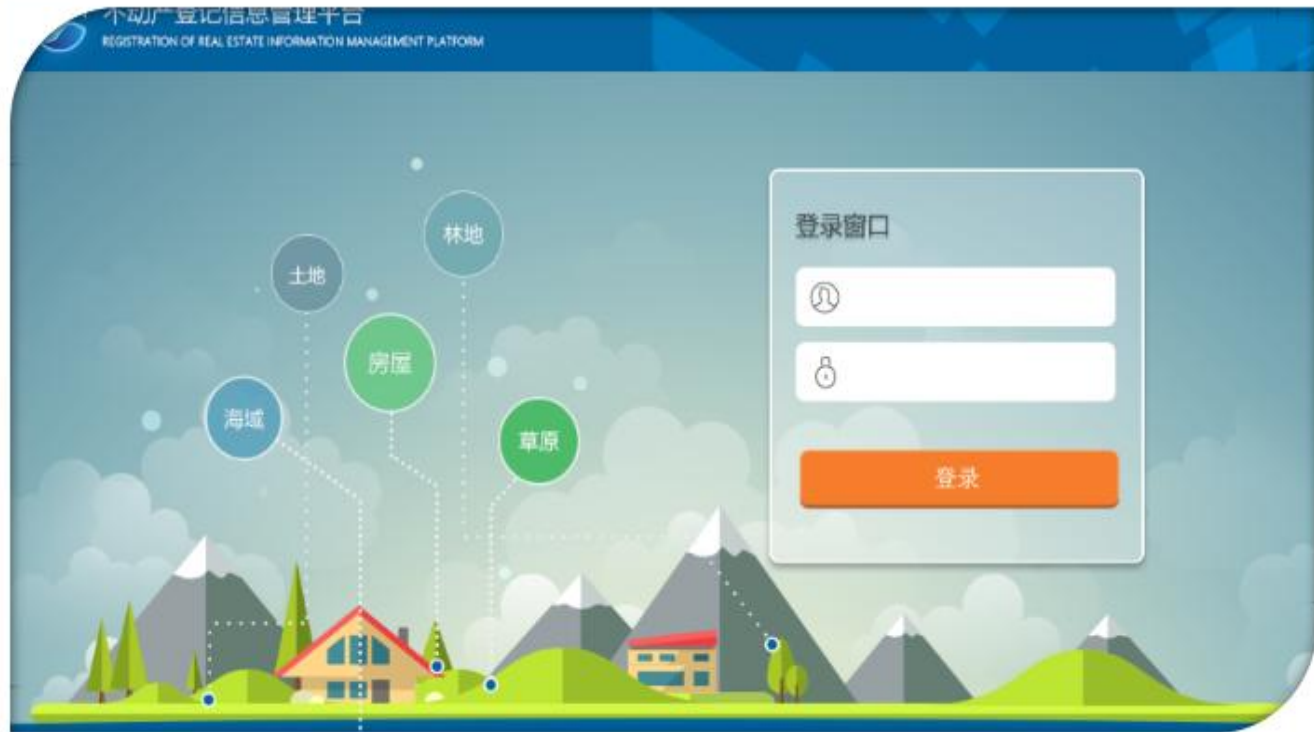 不动产登记信息管理平台
REGISTRATION OF REAL ESTATE INFORMATION MANAGEMENT PLATFORM
林地
土地
房屋
海域
草原
登录窗口
登录